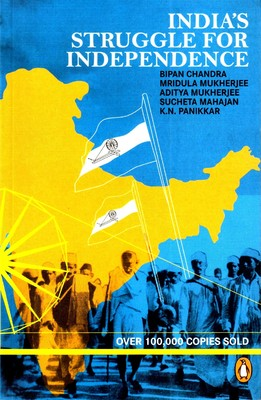 INDIA'S
STRUGGLE FOR
INDEPENDENCE
BIPAN CHANDRA
MRIDULA MUKHERJEE
ADITYA MUKHERJEE
SUCHETA MAHAJAN
K.N. PANIKKAR
OVER 100,000 COPIES SOLD